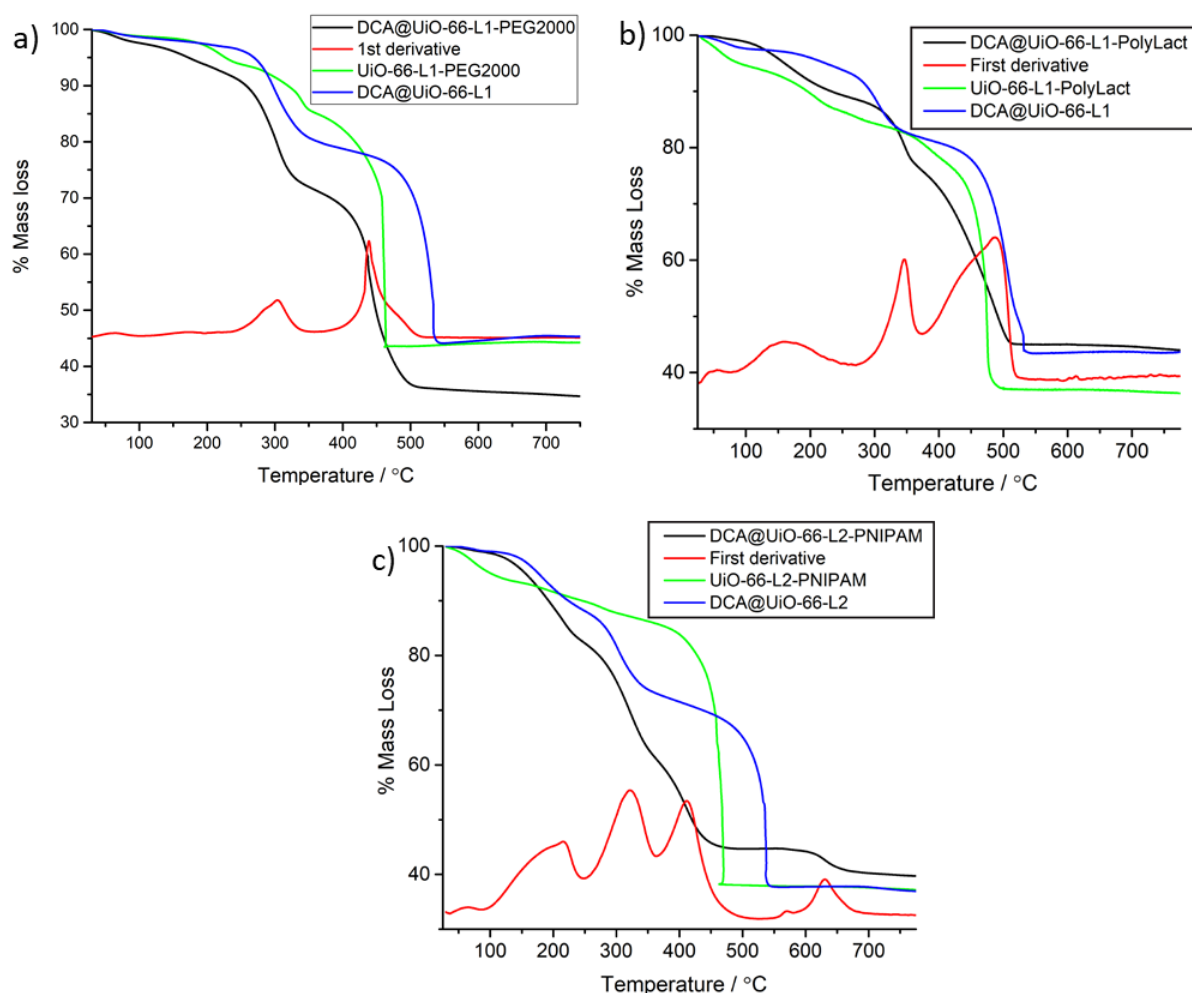 a)
DCA@UiO-66-L1-PEG2000
1st derivative
UiO-66-L1-PEG2000
DCA@UiO-66-L1
100
90
80
70
60
50
40
30
% Mass loss
100 200 300 400 500 600 700
Temperature / °C
b)
DCA@UiO-66-L1-PolyLact
First derivative
UiO-66-L1-PolyLact
DCA@UiO-66-L1
100
80
60
40
% Mass Loss
100 200 300 400 500 600 700
Temperature / °C
c)
DCA@UiO-66-L2-PNIPAM
First derivative
UiO-66-L2-PNIPAM
DCA@UiO-66-L2
100
80
60
40
% Mass Loss
100 200 300 400 500 600 700
Temperature / °C